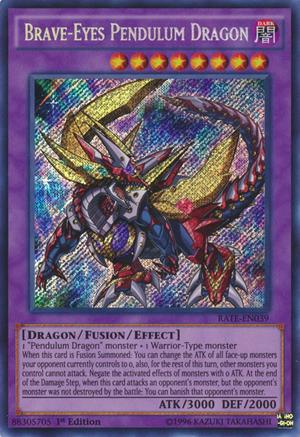 BRAVE-EYES PENDULUM DRAGON
DARK
闇
RATE-EN039
[DRAGON/FUSION/EFFECT]
1 "Pendulum Dragon" monster + 1 Warrior-Type monster
When this card is Fusion Summoned: You can change the ATK of all face-up monsters
your opponent currently controls to 0, also, for the rest of this turn, other monsters you
control cannot attack. Negate the activated effects of monsters with 0 ATK. At the end
of the Damage Step, when this card attacks an opponent's monster, but the opponent's
monster was not destroyed by battle: You can banish that opponent's monster.
ATK/3000 DEF/2000
88305705 1st Edition ©1996 KAZUKI TAKAHASHI